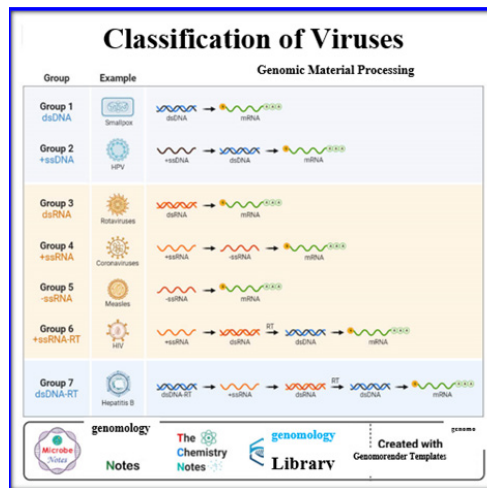 Classification of Viruses
Group
Example
Genomic Material Processing
Group 1
dsDNA
Smallpox
dsDNA
mRNA
Group 2
+ssDNA
HPV
+ssDNA
dsDNA
mRNA
Group 3
dsRNA
Rotaviruses
dsRNA
mRNA
Group 4
+ssRNA
Coronaviruses
+ssRNA
-ssRNA
mRNA
Group 5
-ssRNA
Measles
-ssRNA
mRNA
Group 6
+ssRNA-RT
HIV
+ssRNA
dsRNA
RT
dsDNA
mRNA
Group 7
dsDNA-RT
Hepatitis B
dsDNA-RT
+ssRNA
dsRNA
RT
dsDNA
mRNA
Microbe
Notes
genomology
Notes
The
Chemistry
Notes
genomology
Library
genome
Created with
Genomorender Templates